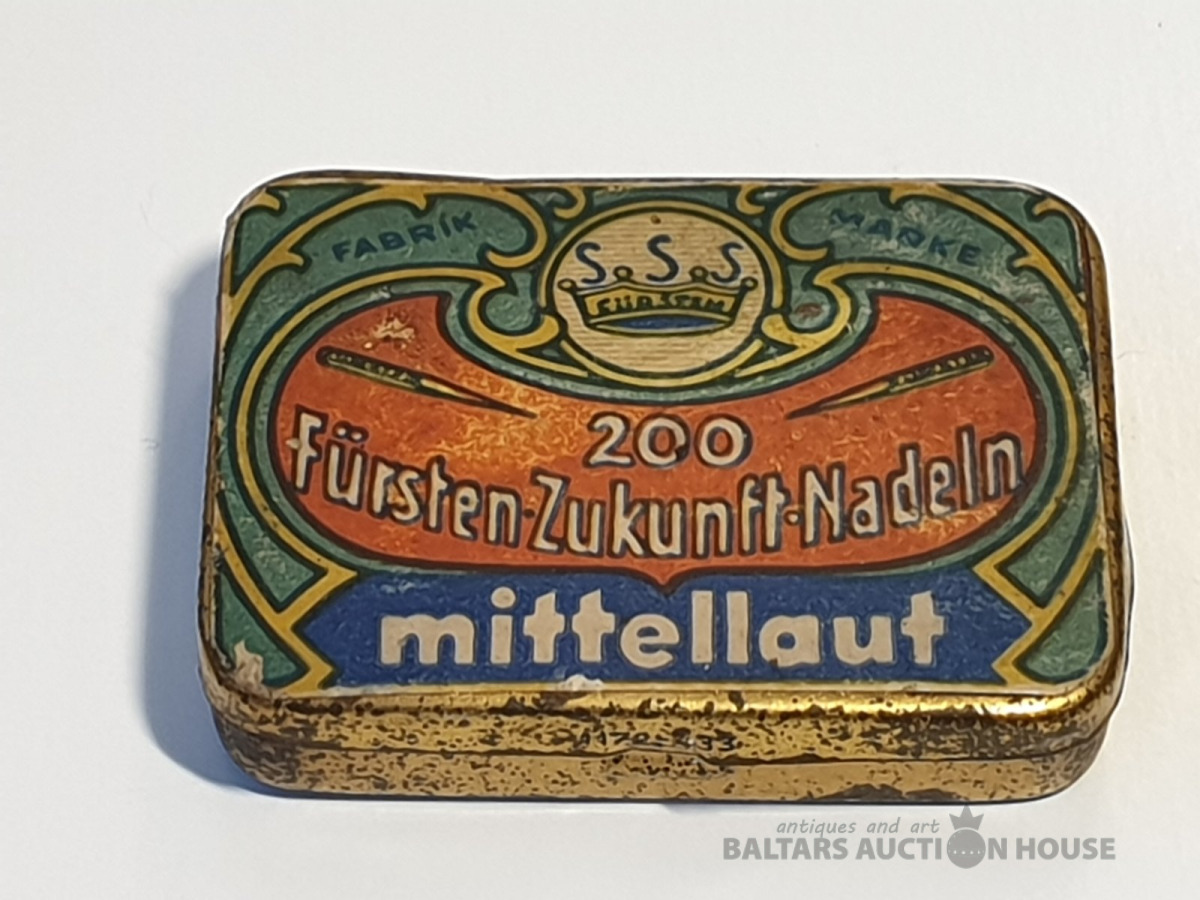 FABRIK MARKE
S.S.S
Fürsten
200
Fürsten-Zukunft-Nadeln
mittellaut
antiques and art
BALTARS AUCTION HOUSE